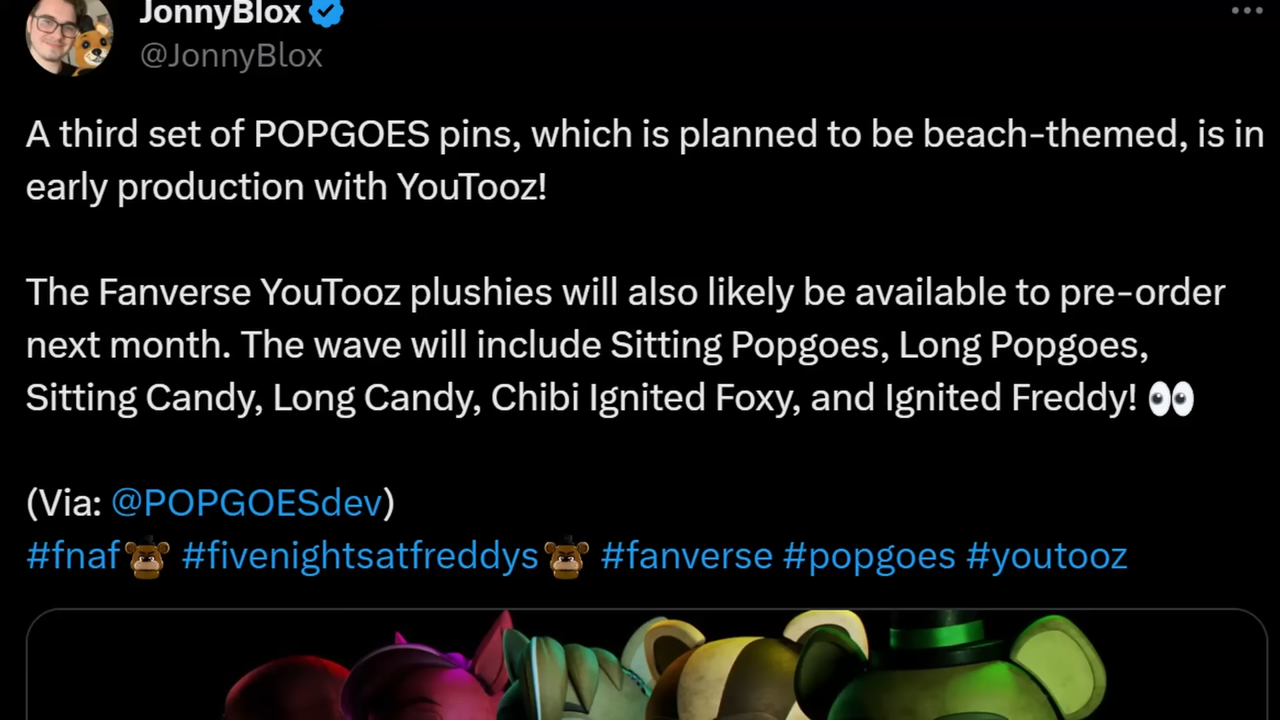 JonnyBlox
@JonnyBlox
A third set of POPGOES pins, which is planned to be beach-themed, is in
early production with YouTooz!
The Fanverse YouTooz plushies will also likely be available to pre-order
next month. The wave will include Sitting Popgoes, Long Popgoes,
Sitting Candy, Long Candy, Chibi Ignited Foxy, and Ignited Freddy! 👀
(Via: @POPGOESdev)
#fnaf #fivenightsatfreddys #fanverse #popgoes #youtooz